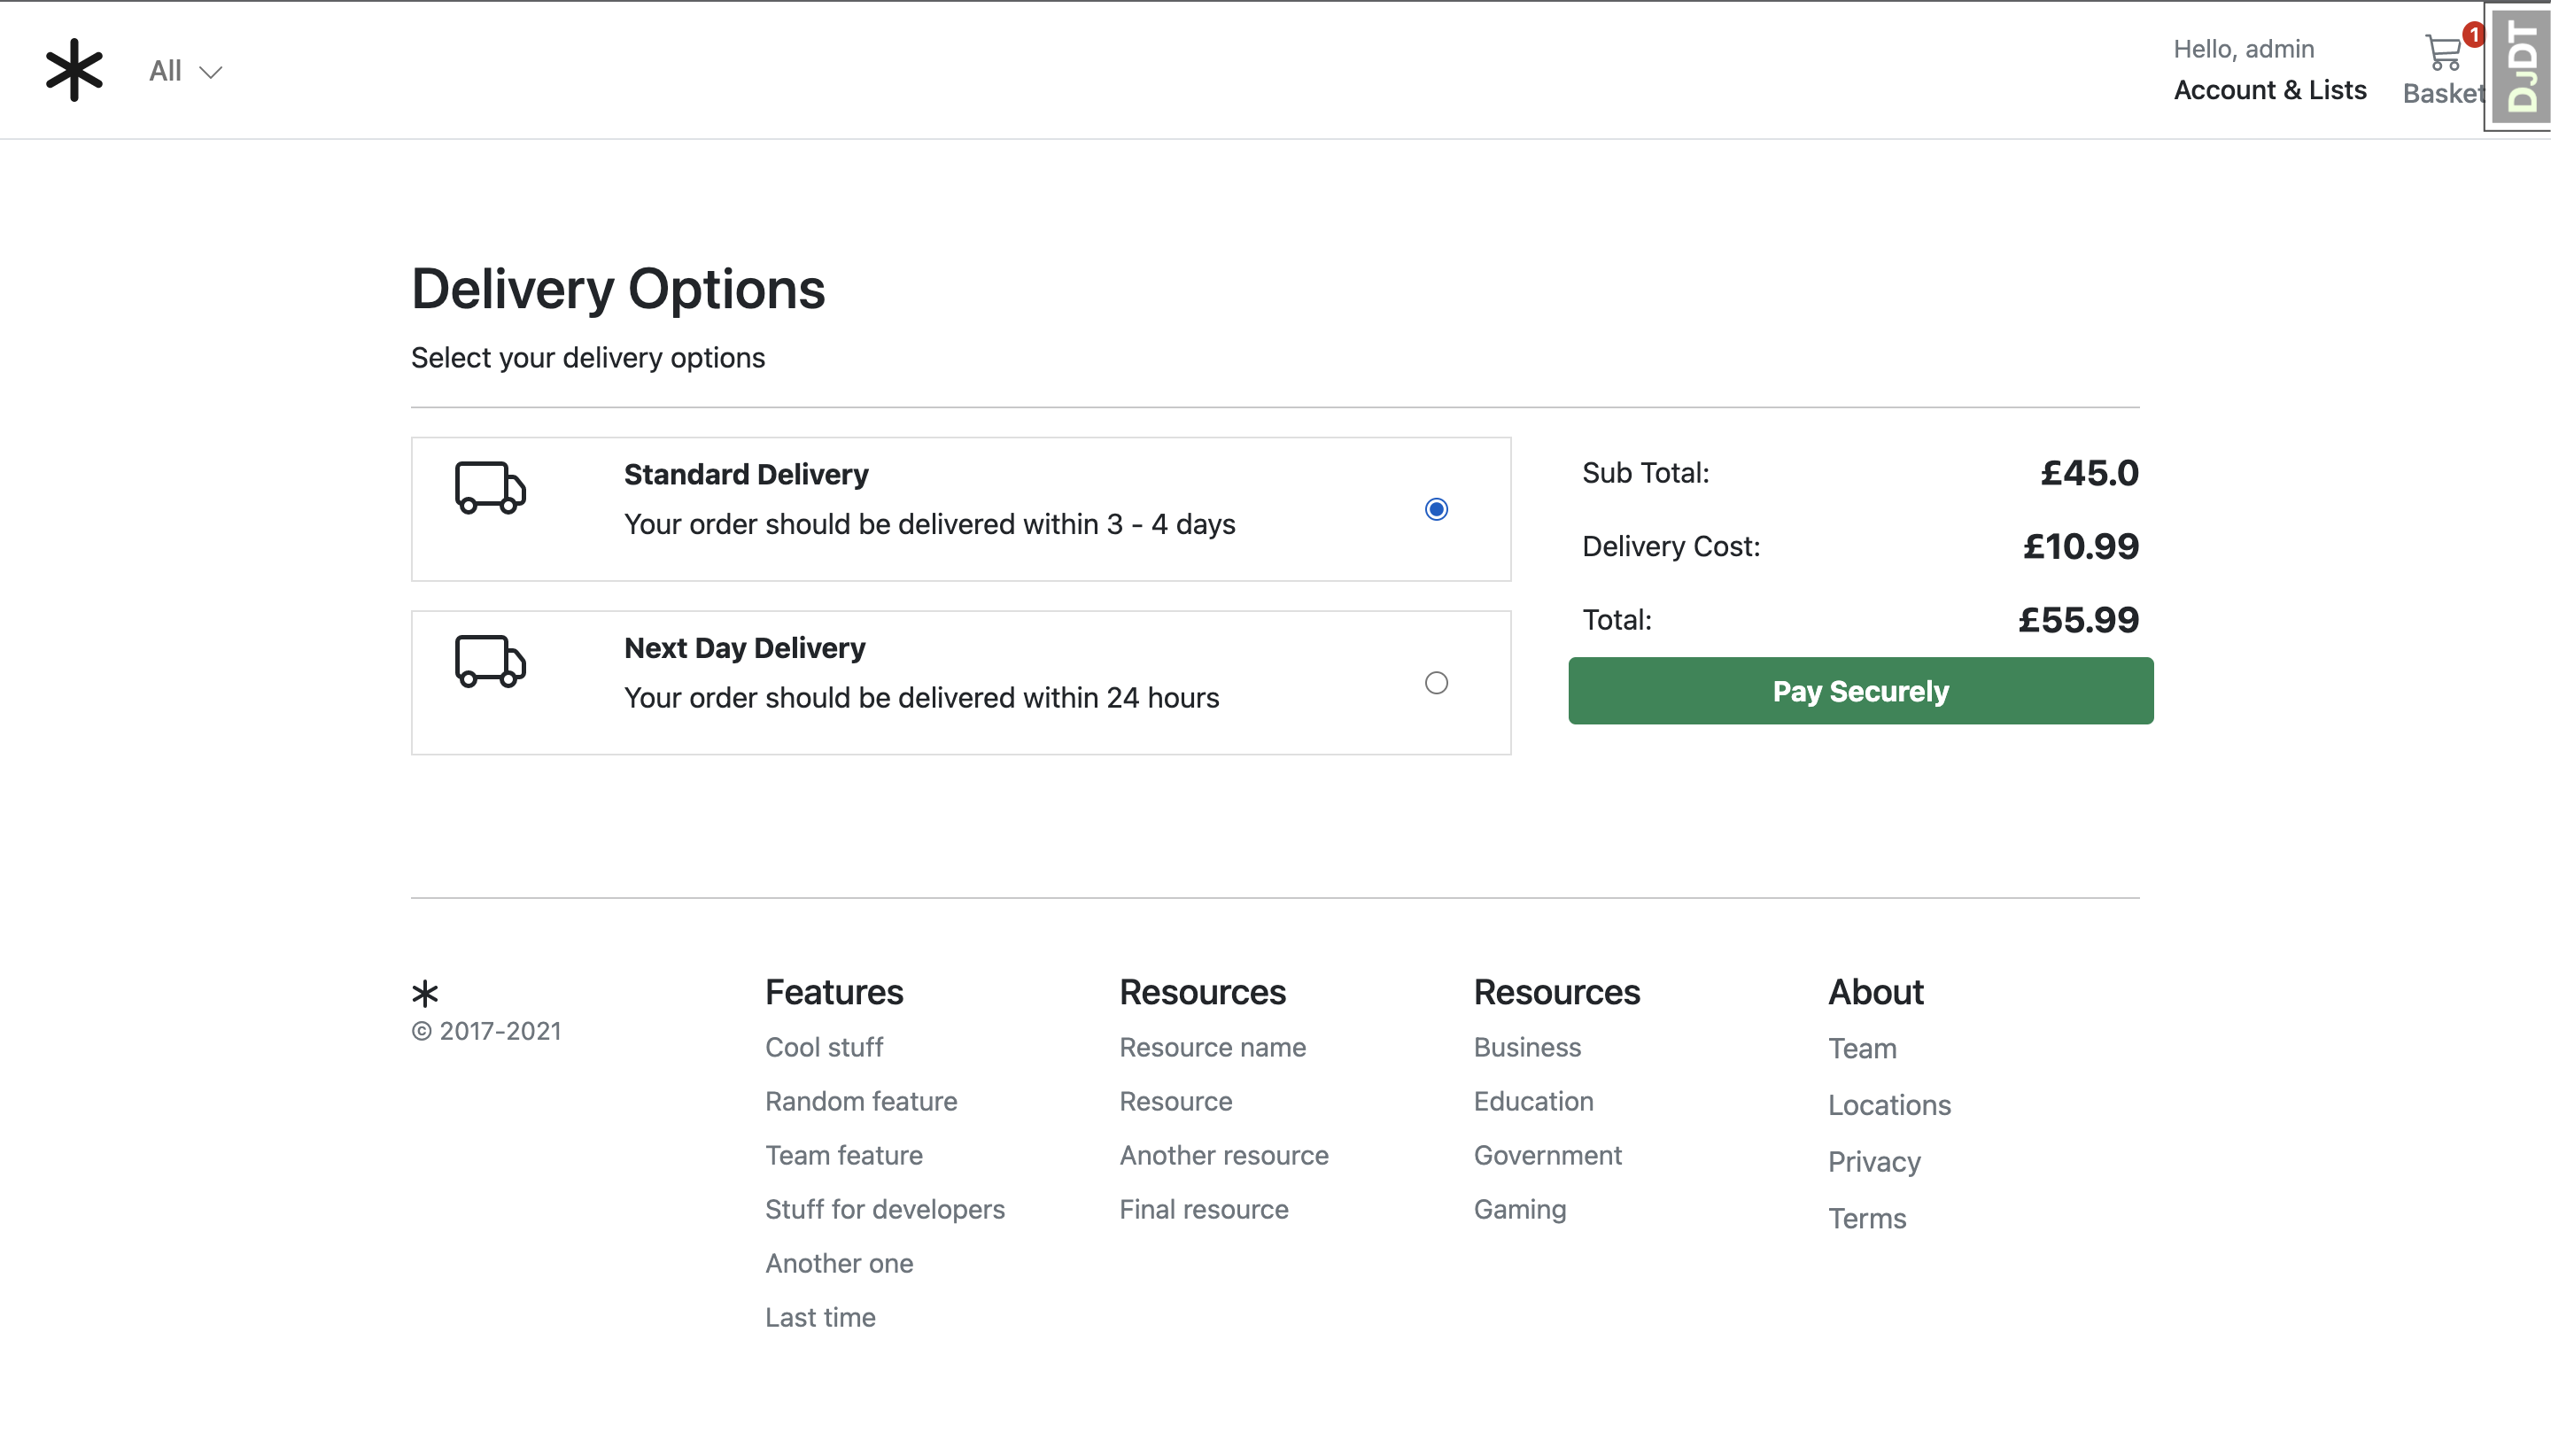 All
Hello, admin
Account & Lists
1
Basket
DjDT
Delivery Options
Select your delivery options
Standard Delivery
Your order should be delivered within 3 - 4 days
Next Day Delivery
Your order should be delivered within 24 hours
Sub Total: £45.0
Delivery Cost: £10.99
Total: £55.99
Pay Securely
© 2017-2021
Features
Cool stuff
Random feature
Team feature
Stuff for developers
Another one
Last time
Resources
Resource name
Resource
Another resource
Final resource
Resources
Business
Education
Government
Gaming
About
Team
Locations
Privacy
Terms